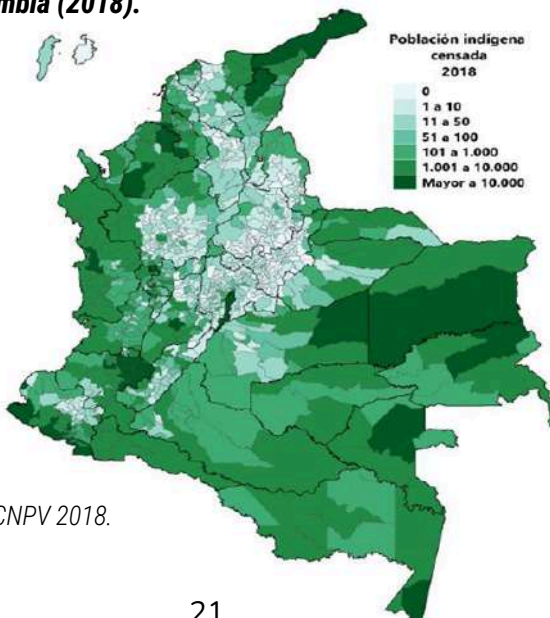 mbia (2018).
Población indígena
censada
2018
0
1 a 10
11 a 50
51 a 100
101 a 1.000
1.001 a 10.000
Mayor a 10.000
CNPV 2018.
21